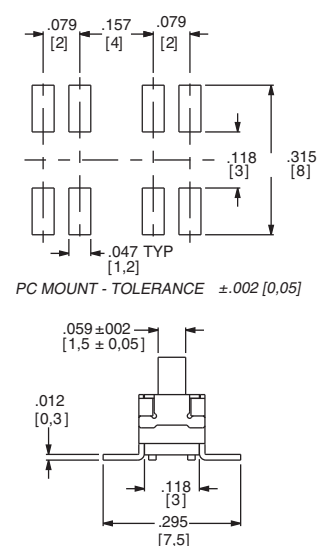 .079 .157 .079
[2] [4] [2]
.118 .315
[3] [8]
.047 TYP
[1,2]
PC MOUNT - TOLERANCE ±.002 [0,05]
.059±002
[1,5 ± 0,05]
.012
[0,3]
.118
[3]
.295
[7,5]